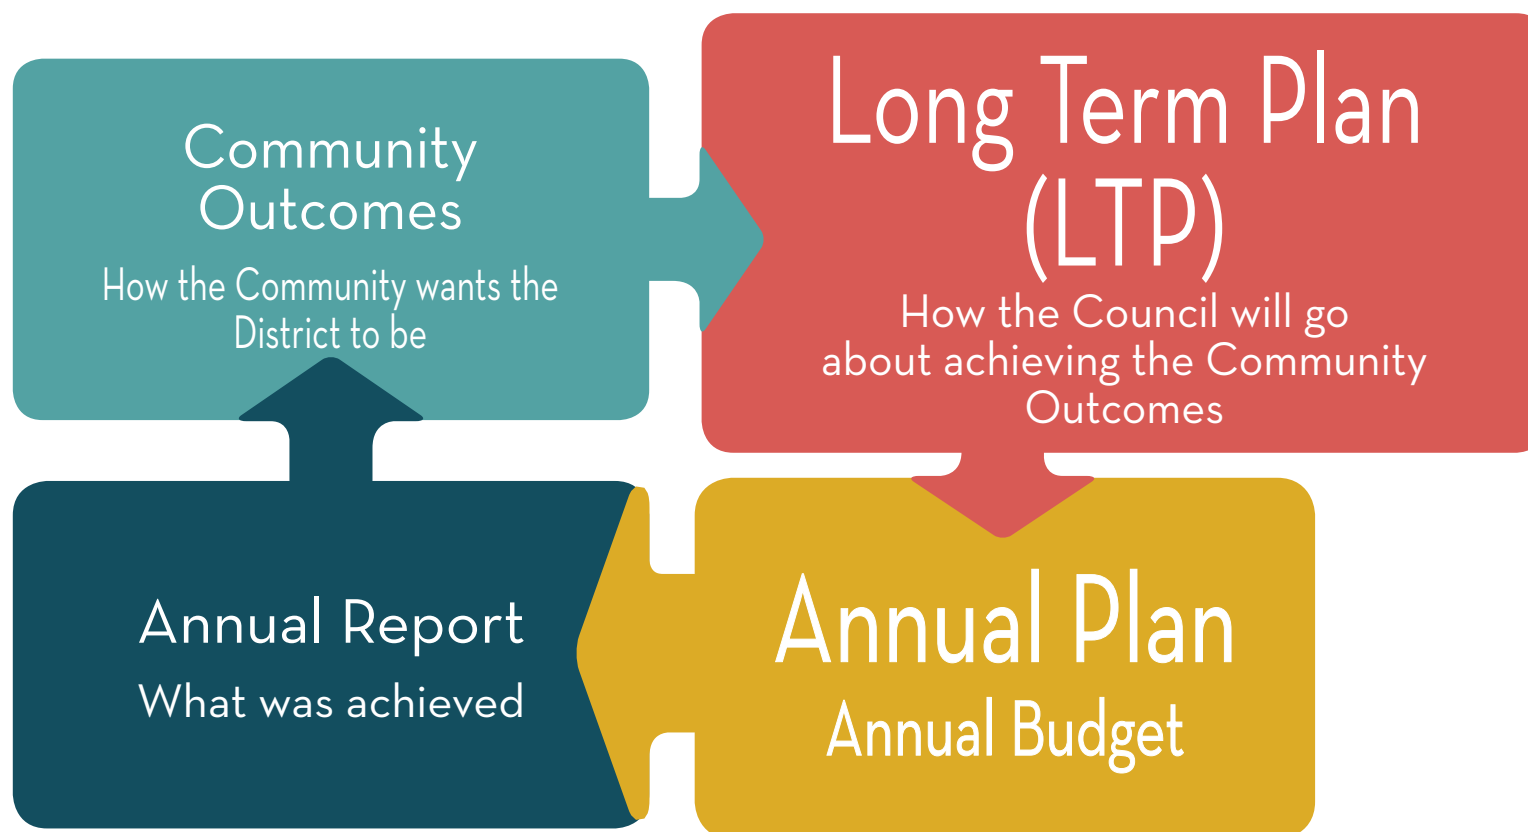 Community
Outcomes
How the Community wants the
District to be
Long Term Plan
(LTP)
How the Council will go
about achieving the Community
Outcomes
Annual Report
What was achieved
Annual Plan
Annual Budget